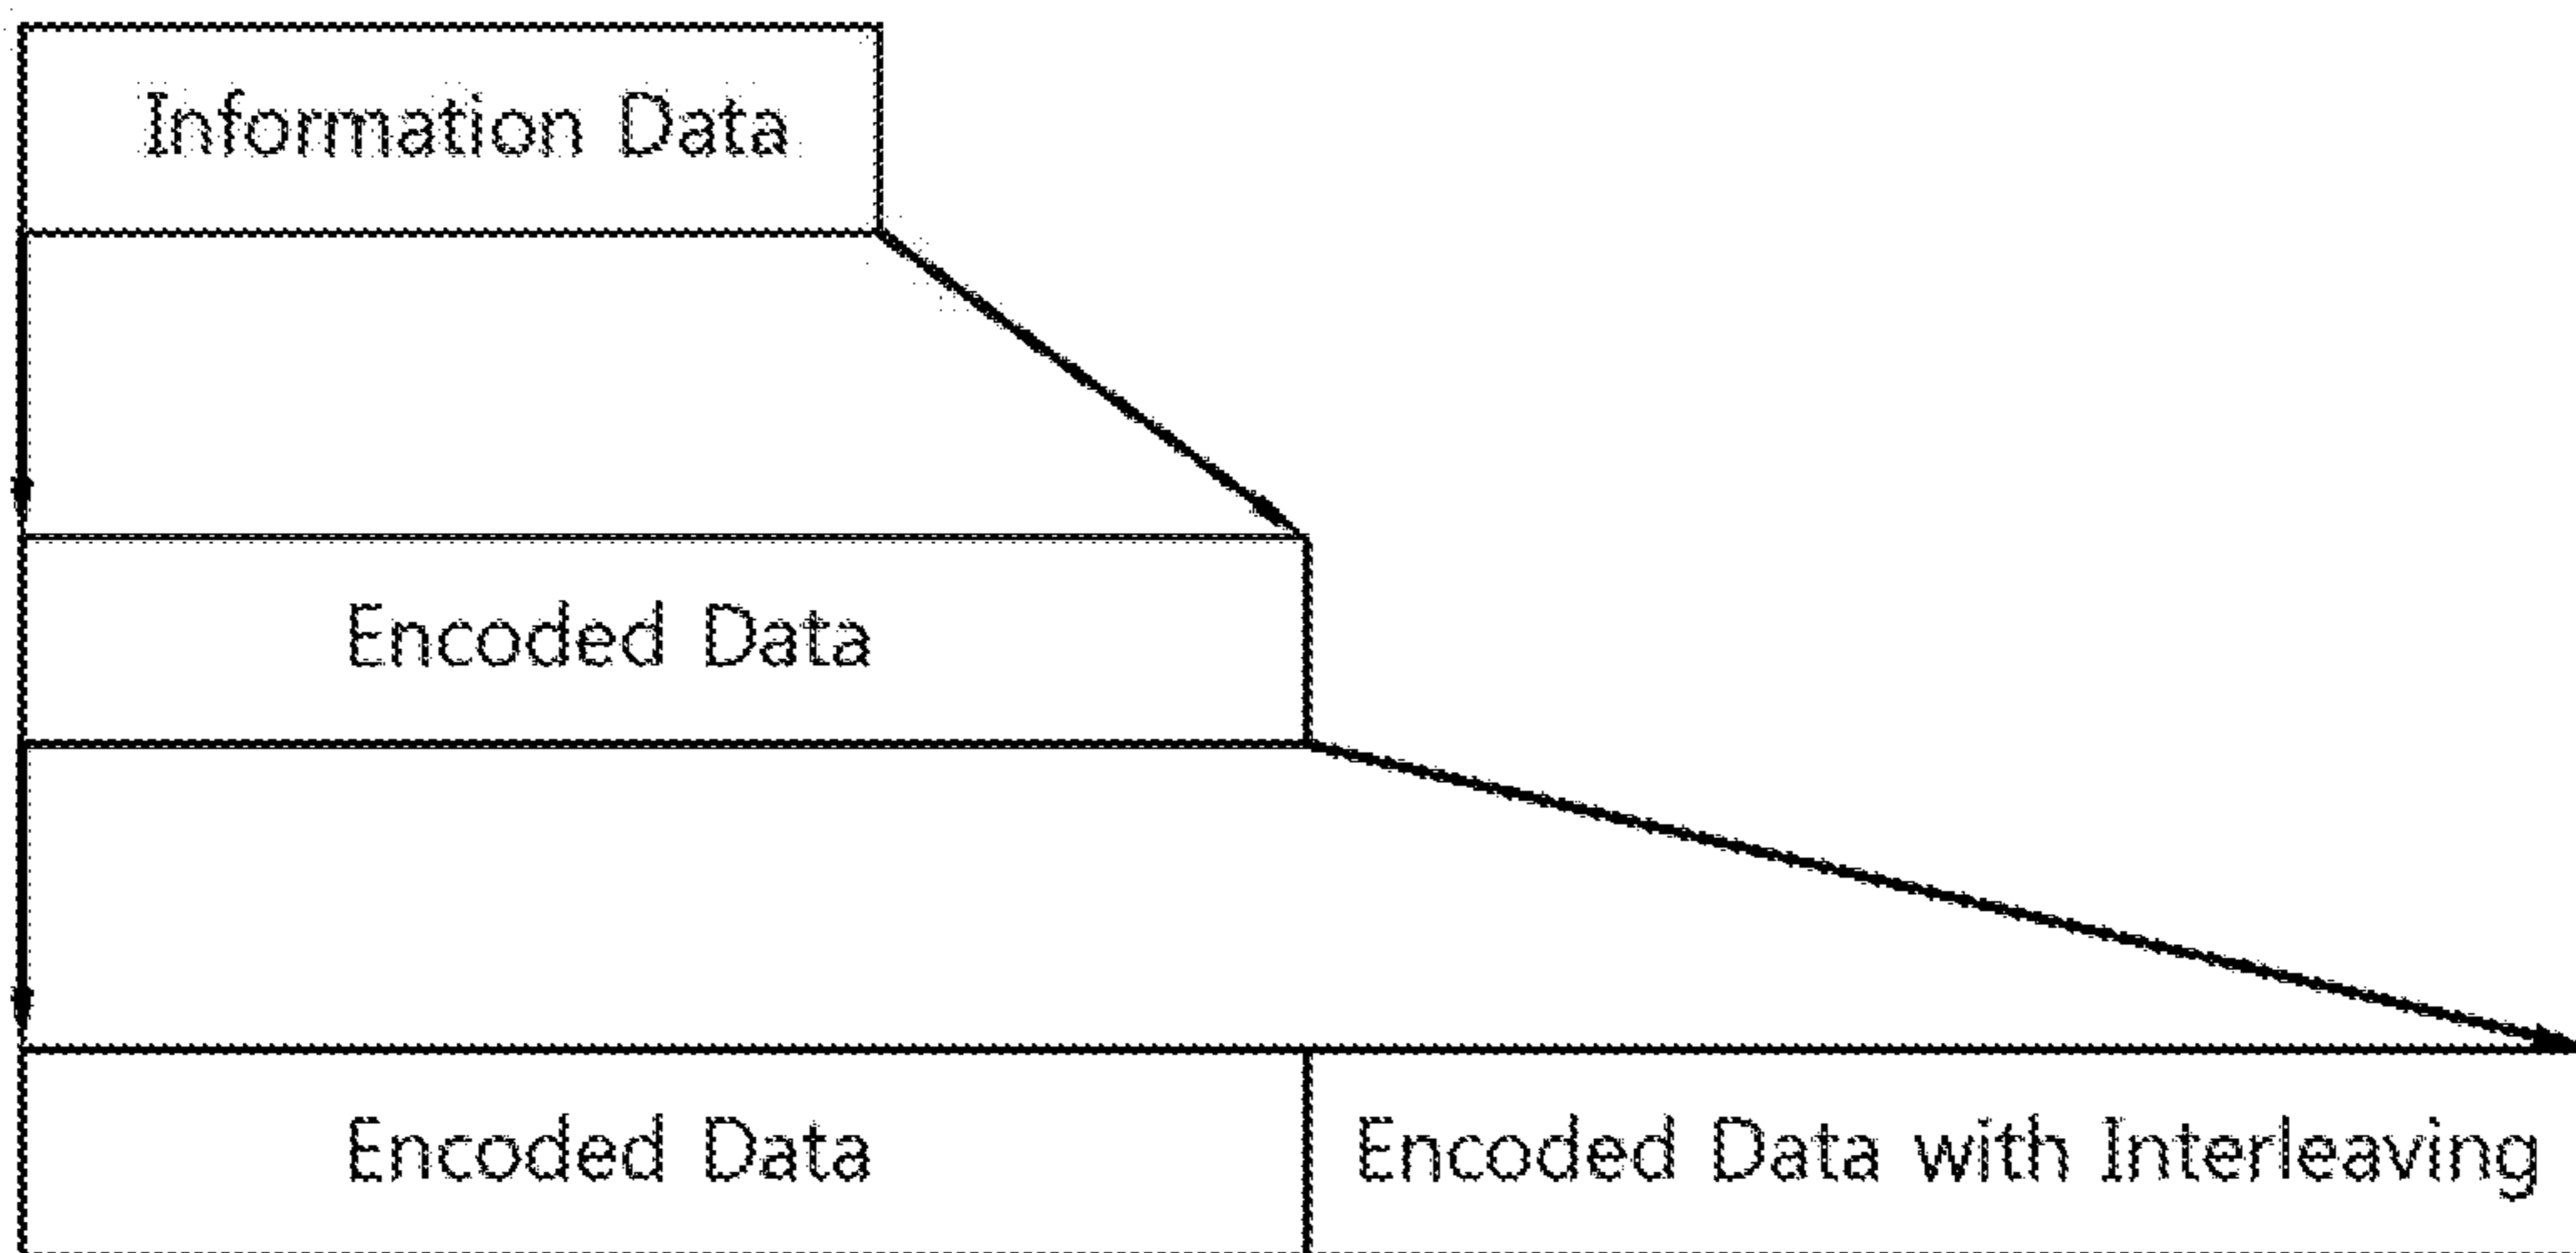 Information Data
Encoded Data
Encoded Data
Encoded Data with Interleaving